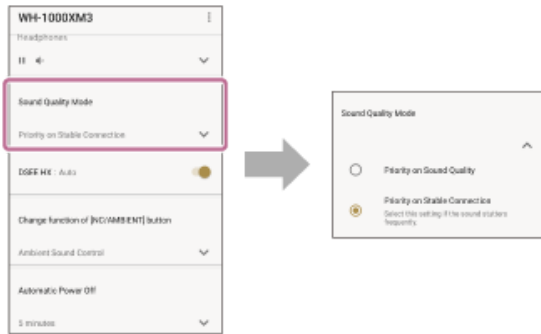 WH-1000XM3
Headphones
Sound Quality Mode
Priority on Stable Connection
DSEE HX : Auto
Change function of [NC/AMBIENT] button
Ambient Sound Control
Automatic Power Off
5 minutes
Sound Quality Mode
Priority on Sound Quality
Priority on Stable Connection
Select this setting if the sound stutters
frequently.